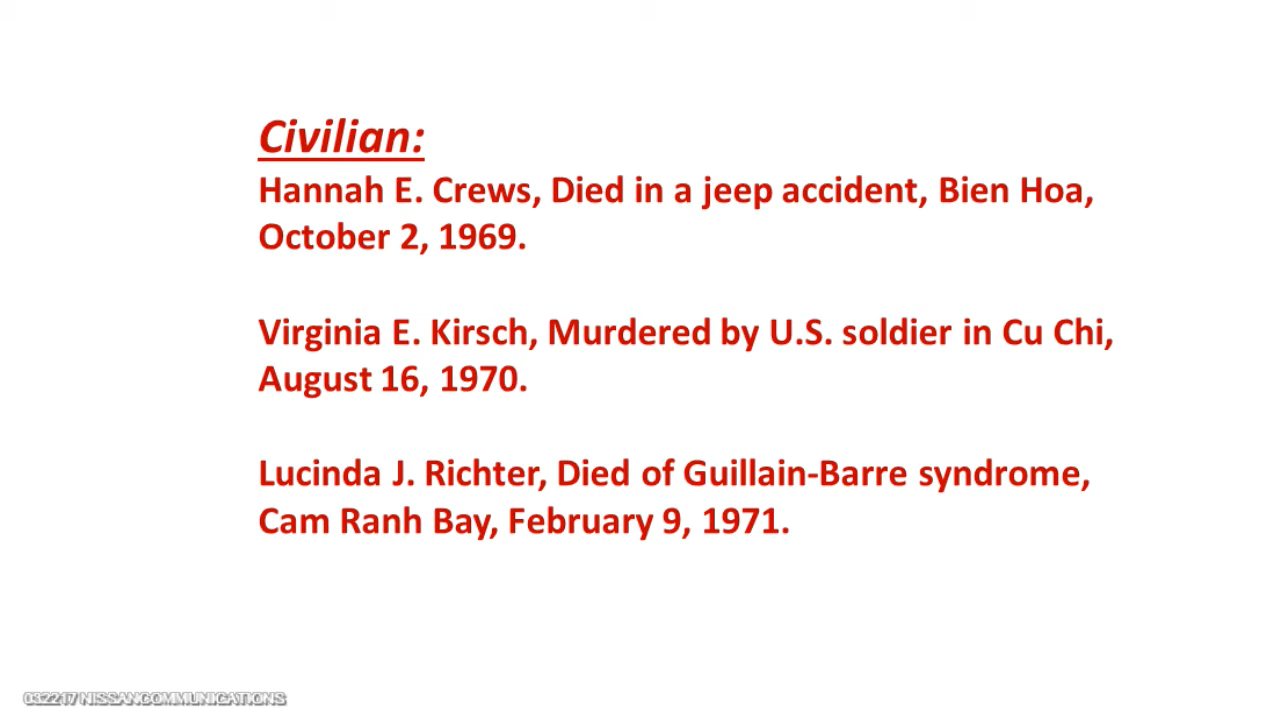 Civilian:
Hannah E. Crews, Died in a jeep accident, Bien Hoa,
October 2, 1969.
Virginia E. Kirsch, Murdered by U.S. soldier in Cu Chi,
August 16, 1970.
Lucinda J. Richter, Died of Guillain-Barre syndrome,
Cam Ranh Bay, February 9, 1971.
032217 NISSANCOMMUNICATIONS